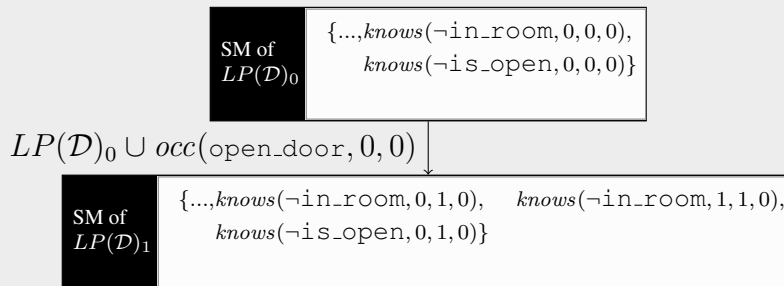 SM of
LP(𝒟)₀
{...,knows(¬in_room, 0, 0, 0),
knows(¬is_open, 0, 0, 0)}
LP(𝒟)₀ ∪ occ(open_door, 0, 0)
SM of
LP(𝒟)₁
{...,knows(¬in_room, 0, 1, 0), knows(¬in_room, 1, 1, 0),
knows(¬is_open, 0, 1, 0)}